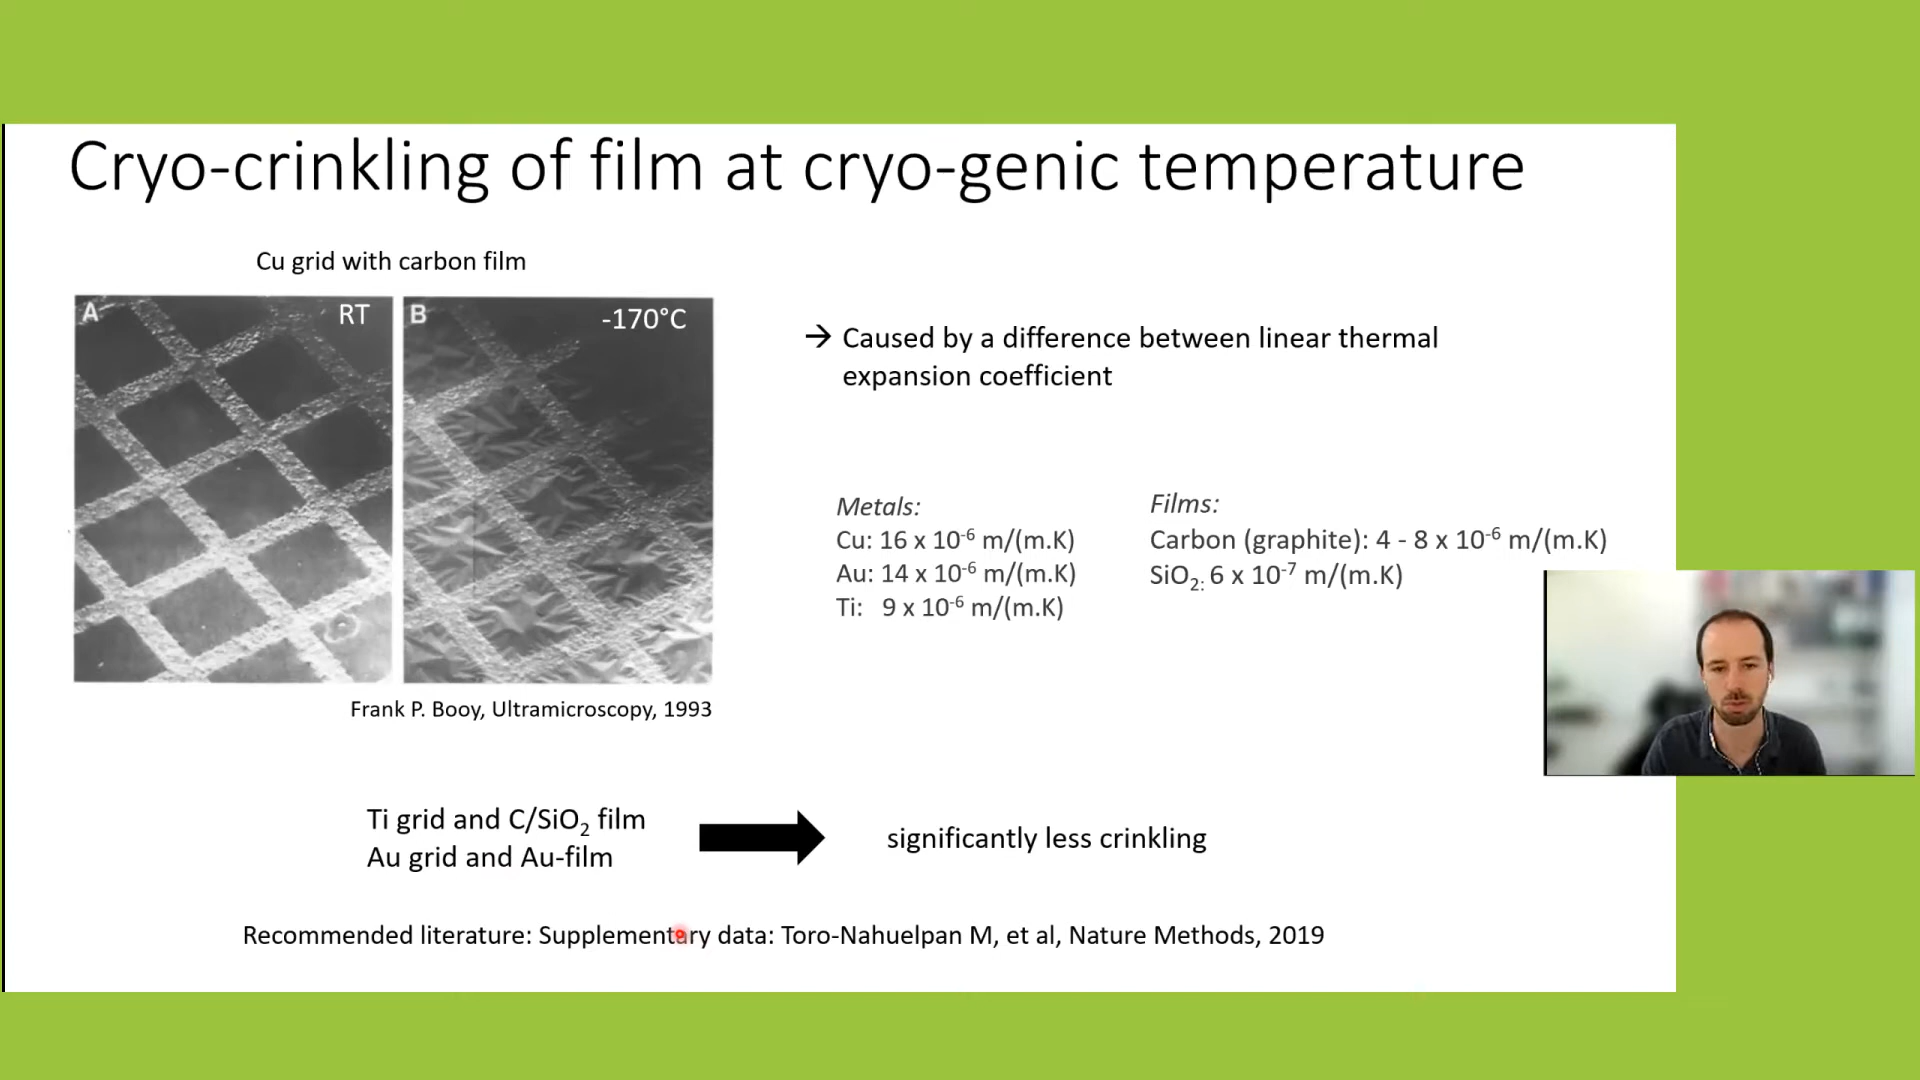 Cryo-crinkling of film at cryo-genic temperature
Cu grid with carbon film
A
RT
B
-170°C
Frank P. Booy, Ultramicroscopy, 1993
→ Caused by a difference between linear thermal
expansion coefficient
Metals:
Cu: 16 x 10⁻⁶ m/(m.K)
Au: 14 x 10⁻⁶ m/(m.K)
Ti: 9 x 10⁻⁶ m/(m.K)
Films:
Carbon (graphite): 4 - 8 x 10⁻⁶ m/(m.K)
SiO₂: 6 x 10⁻⁷ m/(m.K)
Ti grid and C/SiO₂ film
Au grid and Au-film
significantly less crinkling
Recommended literature: Supplementary data: Toro-Nahuelpan M, et al, Nature Methods, 2019